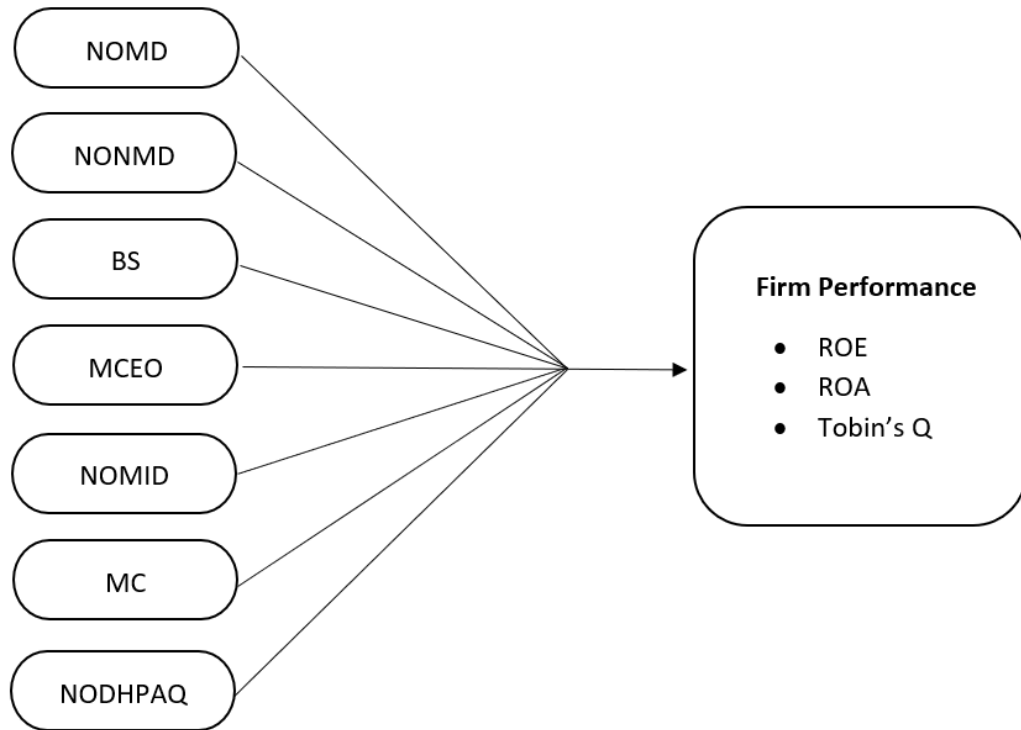 NOMD
NONMD
BS
MCEO
NOMID
MC
NODHPAQ
Firm Performance
• ROE
• ROA
• Tobin’s Q